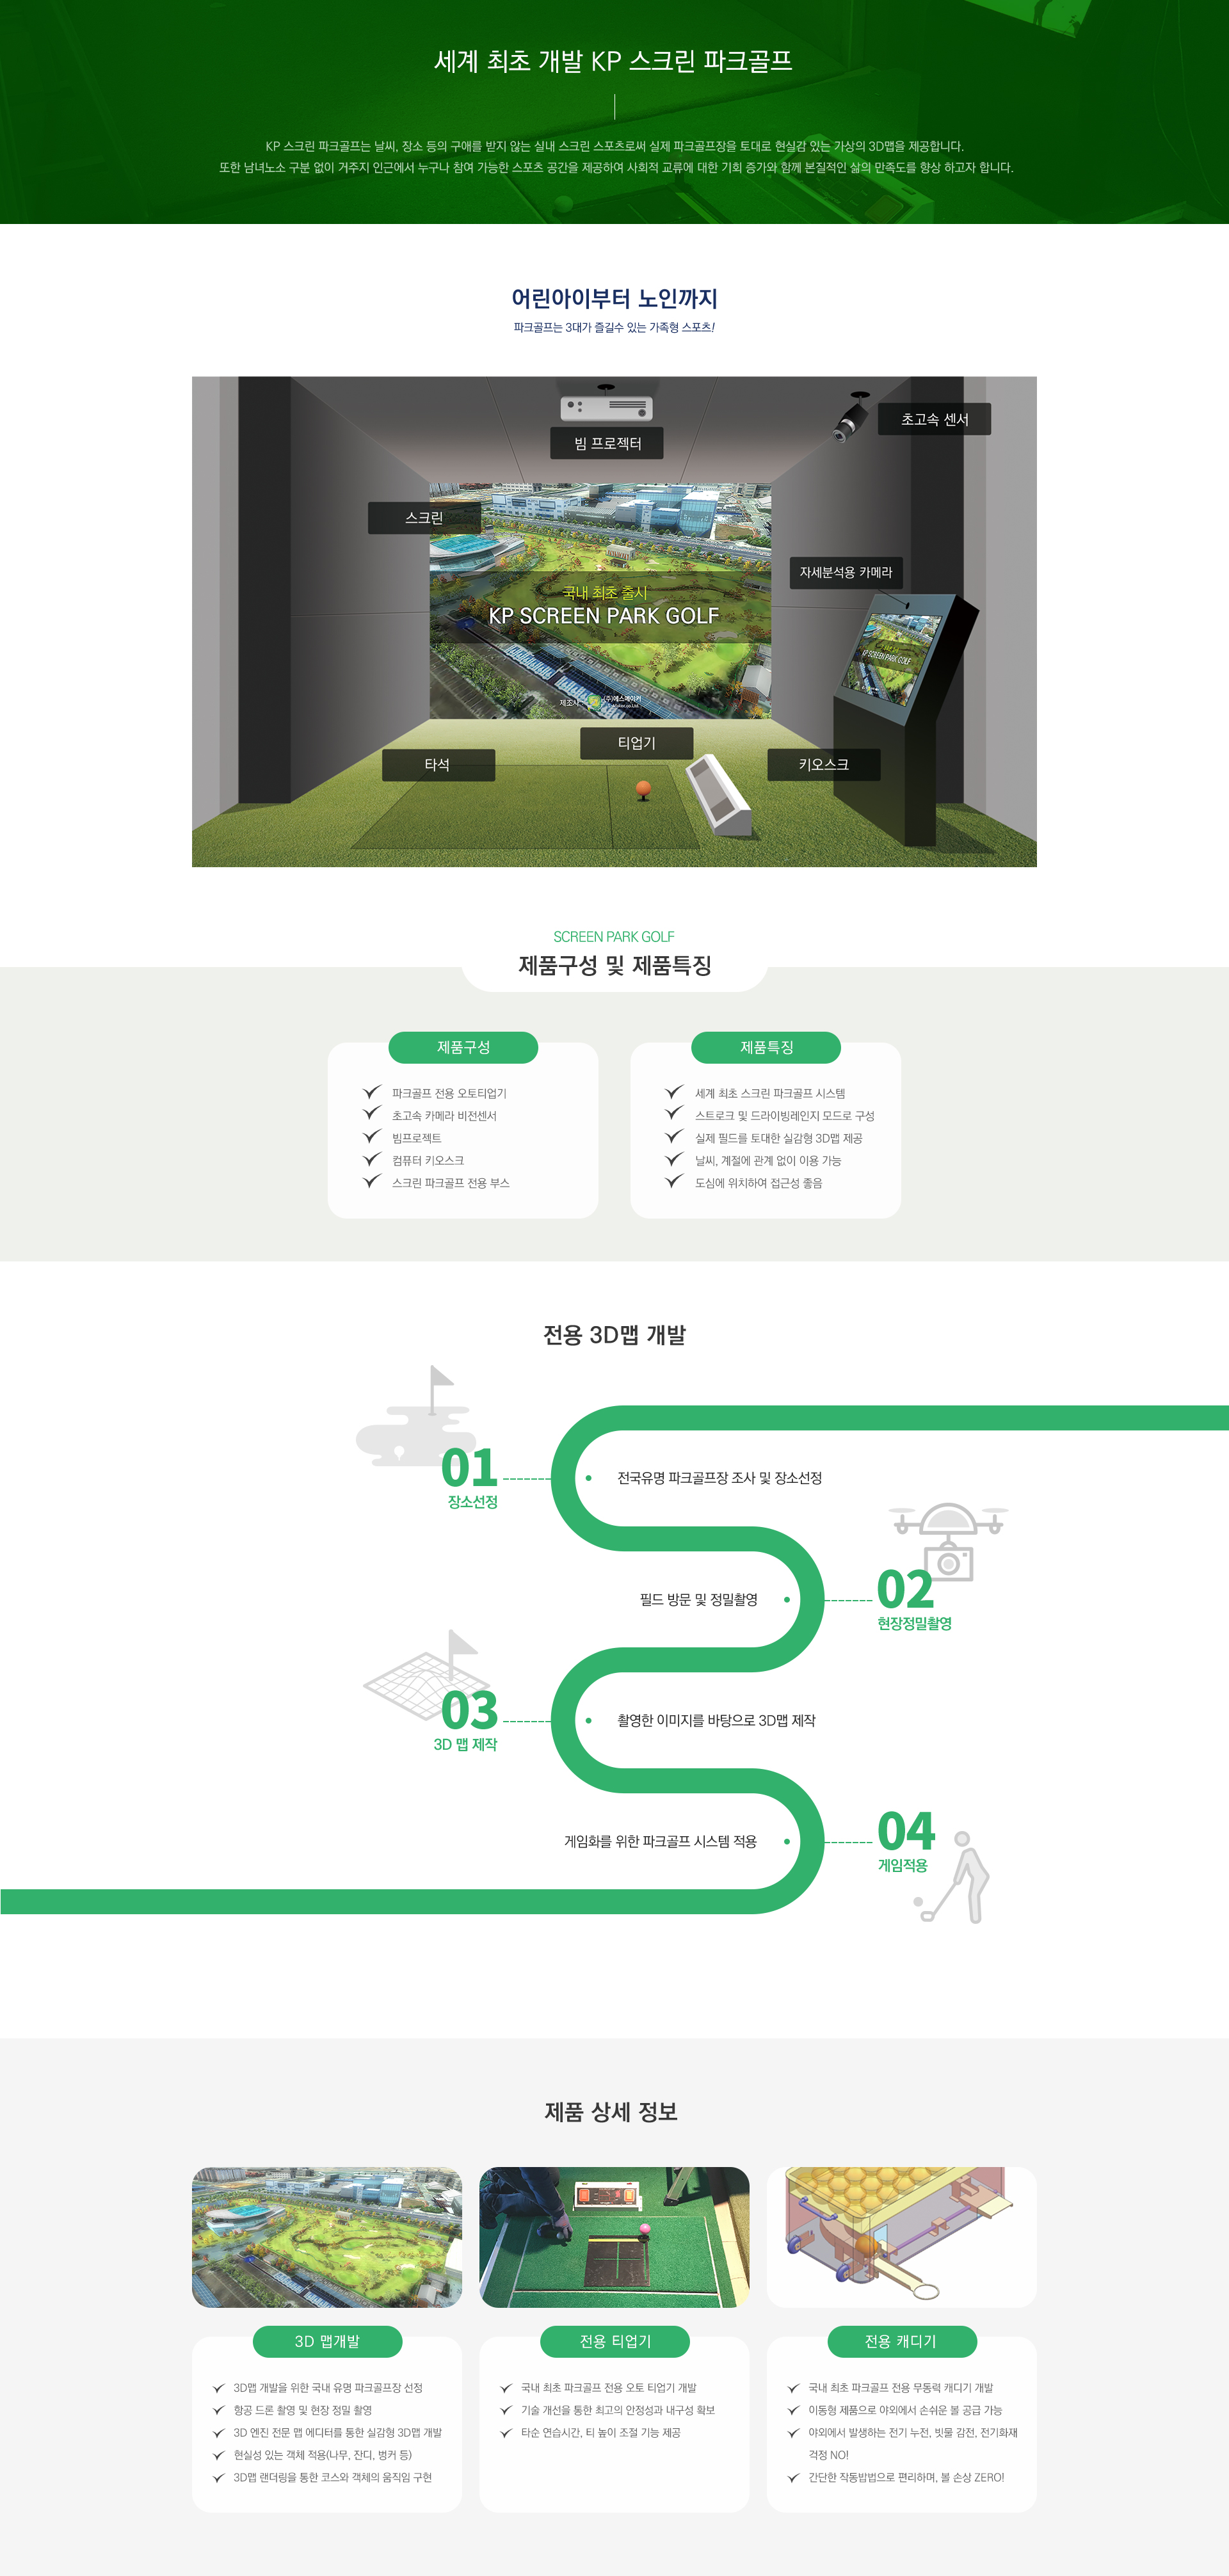 세계 최초 개발 KP 스크린 파크골프
KP 스크린 파크골프는 날씨, 장소 등의 구애를 받지 않는 실내 스크린 스포츠로써 실제 파크골프장을 토대로 현실감 있는 가상의 3D맵을 제공합니다.
또한 남녀노소 구분 없이 거주지 인근에서 누구나 참여 가능한 스포츠 공간을 제공하여 사회적 교류에 대한 기회 증가와 함께 본질적인 삶의 만족도를 향상 하고자 합니다.
어린아이부터 노인까지
파크골프는 3대가 즐길수 있는 가족형 스포츠!
초고속 센서
빔 프로젝터
스크린
자세분석용 카메라
국내 최초 출시
KP SCREEN PARK GOLF
KP SCREEN PARK GOLF
제조사
(주)에스메이커
티업기
타석
키오스크
SCREEN PARK GOLF
제품구성 및 제품특징
제품구성
파크골프 전용 오토티업기
초고속 카메라 비전센서
빔프로젝트
컴퓨터 키오스크
스크린 파크골프 전용 부스
제품특징
세계 최초 스크린 파크골프 시스템
스트로크 및 드라이빙레인지 모드로 구성
실제 필드를 토대한 실감형 3D맵 제공
날씨, 계절에 관계 없이 이용 가능
도심에 위치하여 접근성 좋음
전용 3D맵 개발
01
장소선정
전국유명 파크골프장 조사 및 장소선정
02
현장정밀촬영
필드 방문 및 정밀촬영
03
3D 맵 제작
촬영한 이미지를 바탕으로 3D맵 제작
04
게임적용
게임화를 위한 파크골프 시스템 적용
제품 상세 정보
3D 맵개발
3D맵 개발을 위한 국내 유명 파크골프장 선정
항공 드론 촬영 및 현장 정밀 촬영
3D 엔진 전문 맵 에디터를 통한 실감형 3D맵 개발
현실성 있는 객체 적용(나무, 잔디, 벙커 등)
3D맵 랜더링을 통한 코스와 객체의 움직임 구현
전용 티업기
국내 최초 파크골프 전용 오토 티업기 개발
기술 개선을 통한 최고의 안정성과 내구성 확보
타순 연습시간, 티 높이 조절 기능 제공
전용 캐디기
국내 최초 파크골프 전용 무동력 캐디기 개발
이동형 제품으로 야외에서 손쉬운 볼 공급 가능
야외에서 발생하는 전기 누전, 빗물 감전, 전기화재
걱정 NO!
간단한 작동밥법으로 편리하며, 볼 손상 ZERO!